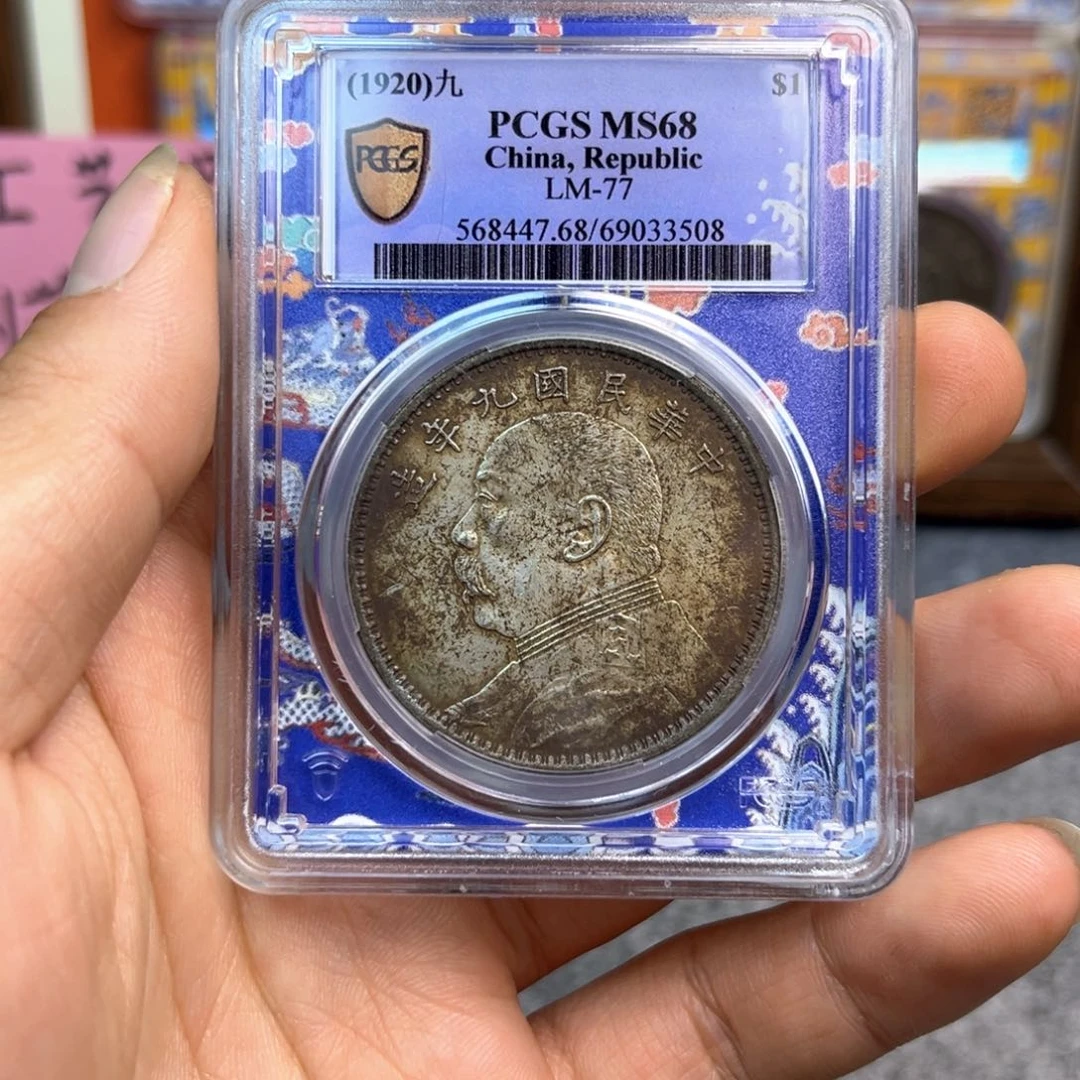 (1920)九 $1
PCGS MS68
PCGS
China, Republic
LM-77
568447.68/69033508
中華民國九年造